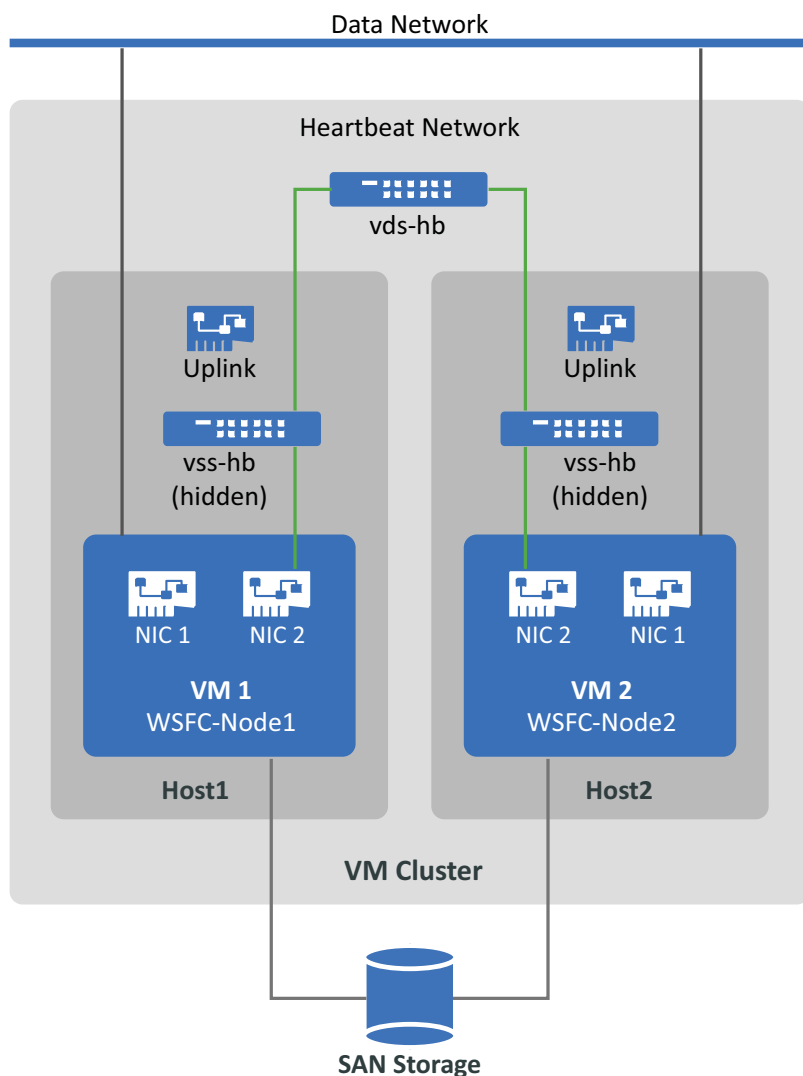 Data Network
Heartbeat Network
vds-hb
Uplink
Uplink
vss-hb
(hidden)
vss-hb
(hidden)
NIC 1
NIC 2
NIC 2
NIC 1
VM 1
WSFC-Node1
VM 2
WSFC-Node2
Host1
Host2
VM Cluster
SAN Storage